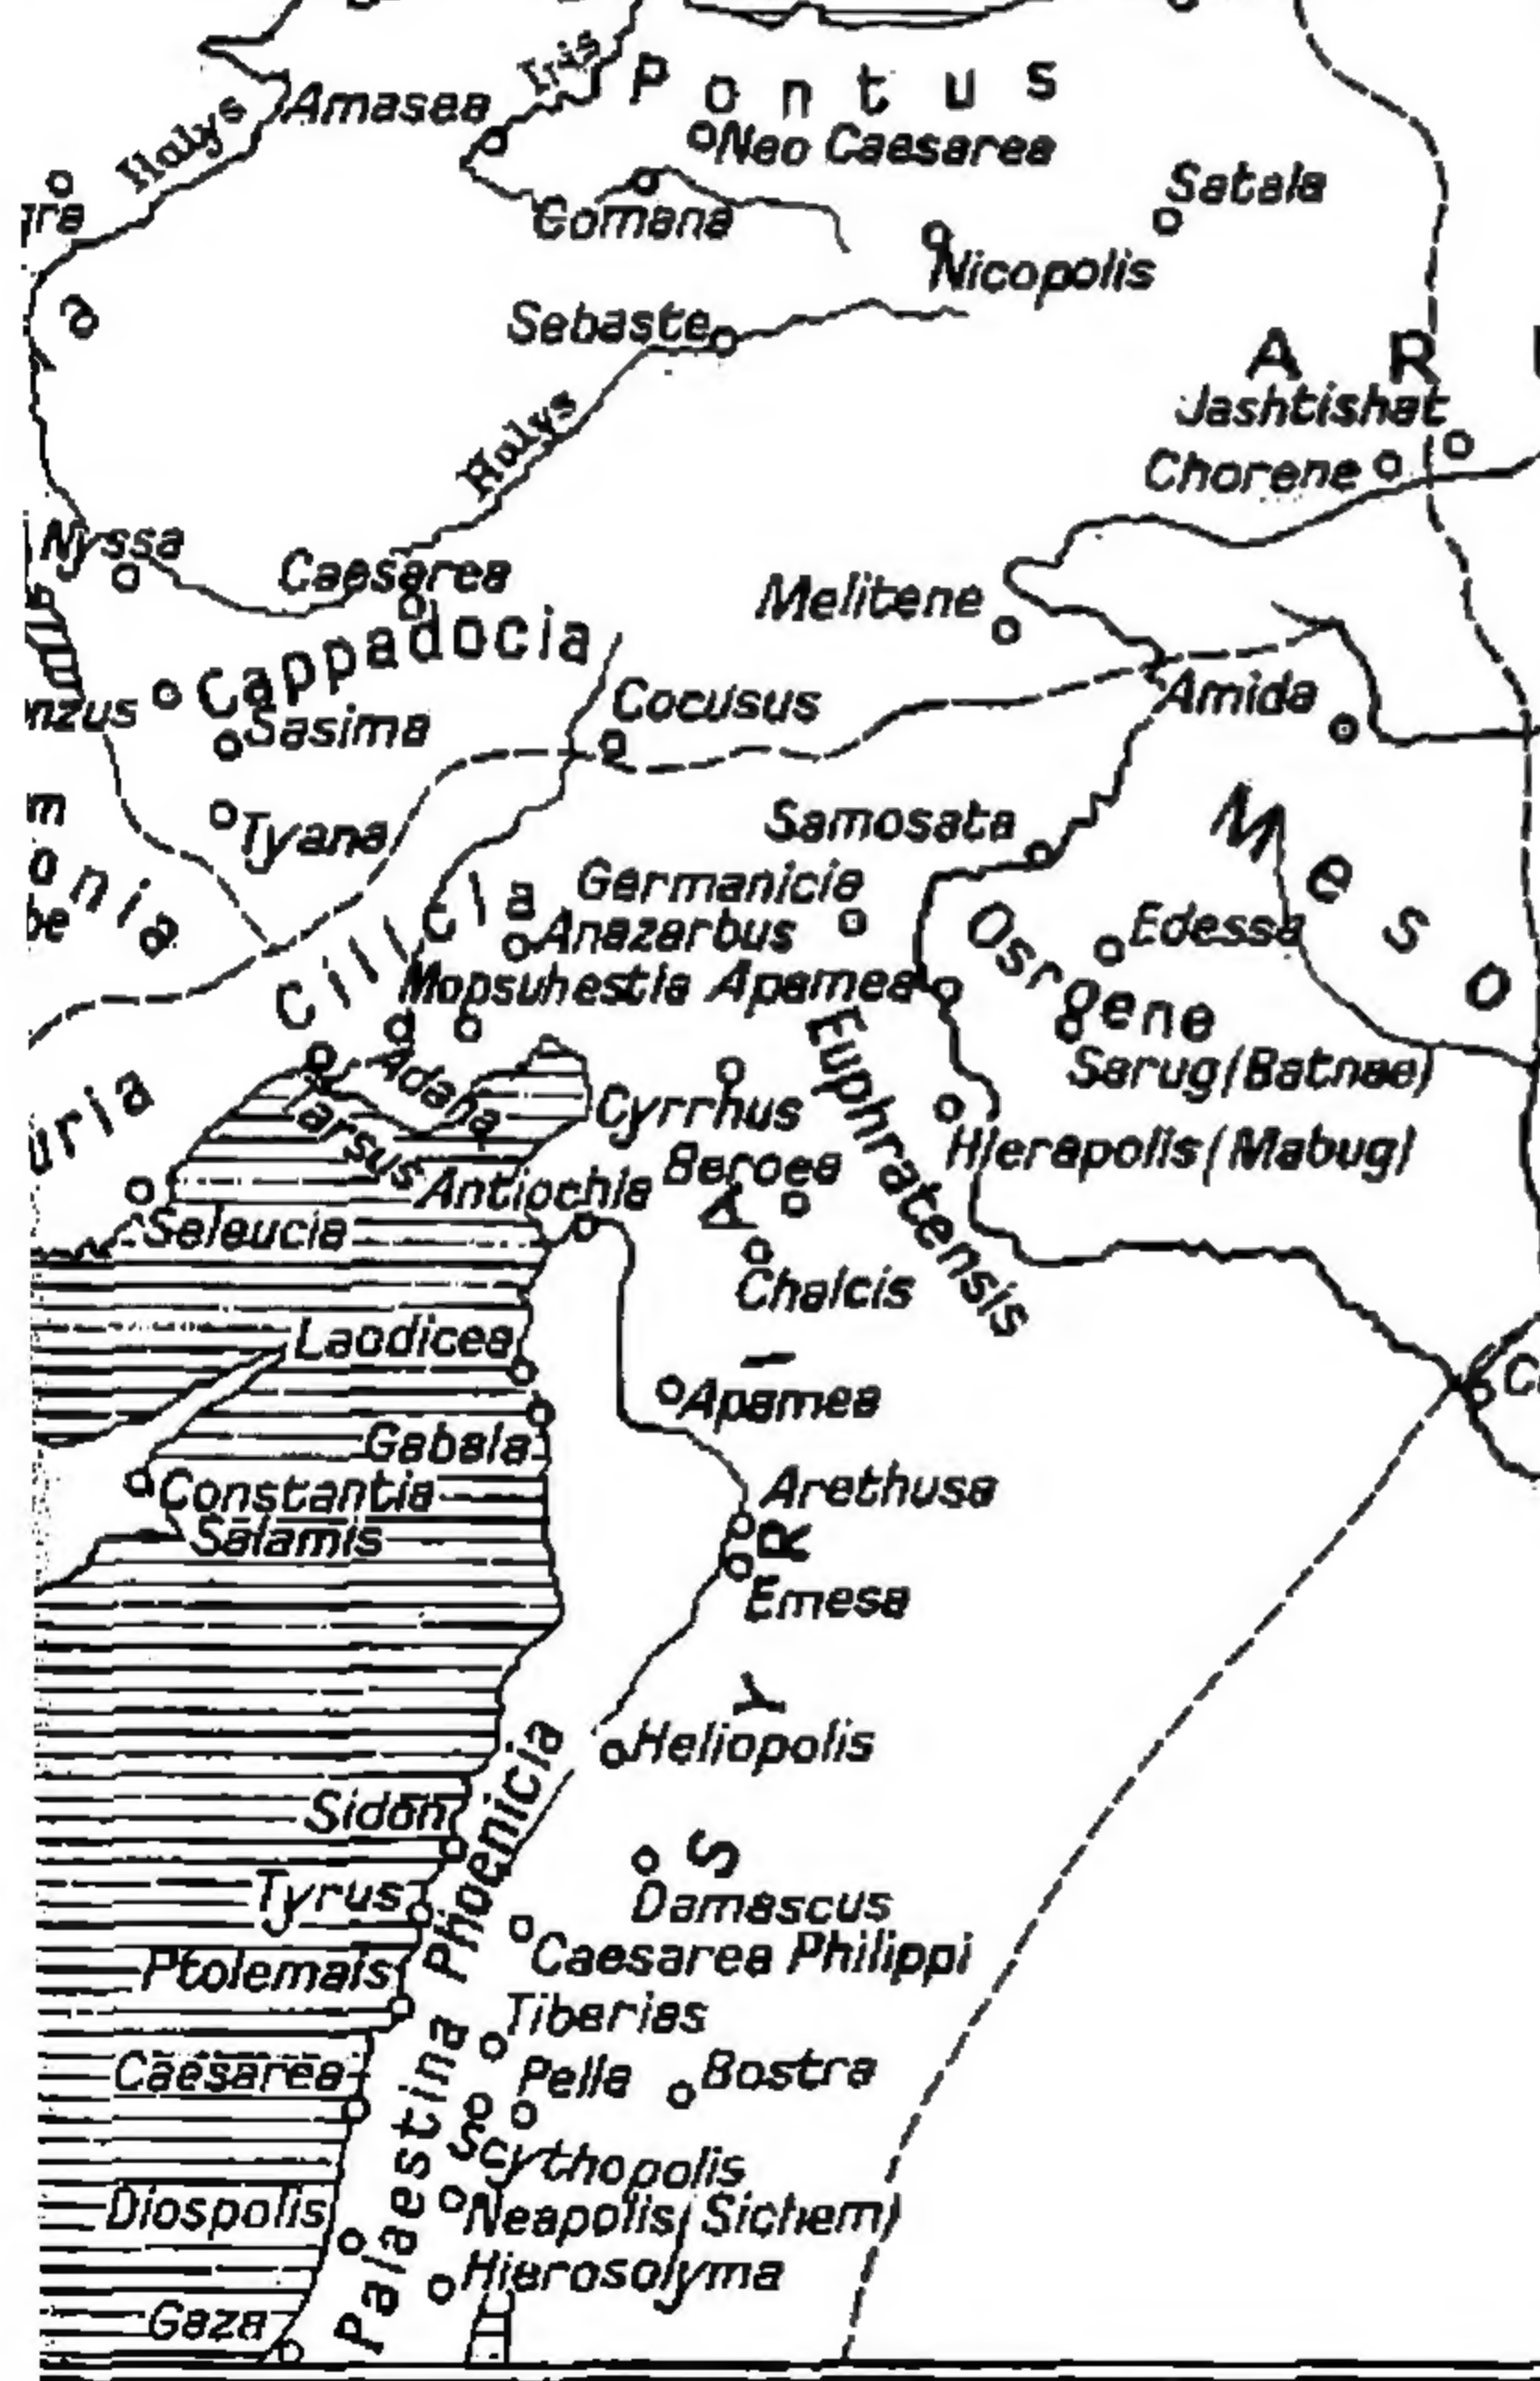 Iris
Pontus
Amasea
Halys
Neo Caesarea
Satala
Comana
Nicopolis
Sebaste
A R
Jashtishat
Halys
Chorene
Nyssa
Caesarea
Melitene
Cappadocia
Cocusus
Amida
Sasima
Tyana
Samosata
Meso
Germanicia
Cilicia
Anazarbus
Osrgene
Edessa
Mopsuhestia
Apamea
Adana
Euphratensis
Sarug (Batnae)
Tarsus
Cyrrhus
Hierapolis (Mabug)
Antiochia
Beroea
Seleucia
Chalcis
Laodicea
Apamea
Gabala
Constantia
Salamis
Arethusa
Emesa
SYRIA
Heliopolis
Phoenicia
Sidon
Damascus
Tyrus
Caesarea Philippi
Ptolemais
Tiberias
Caesarea
Pella
Bostra
Palaestina
Scythopolis
Diospolis
Neapolis (Sichem)
Hierosolyma
Gaza